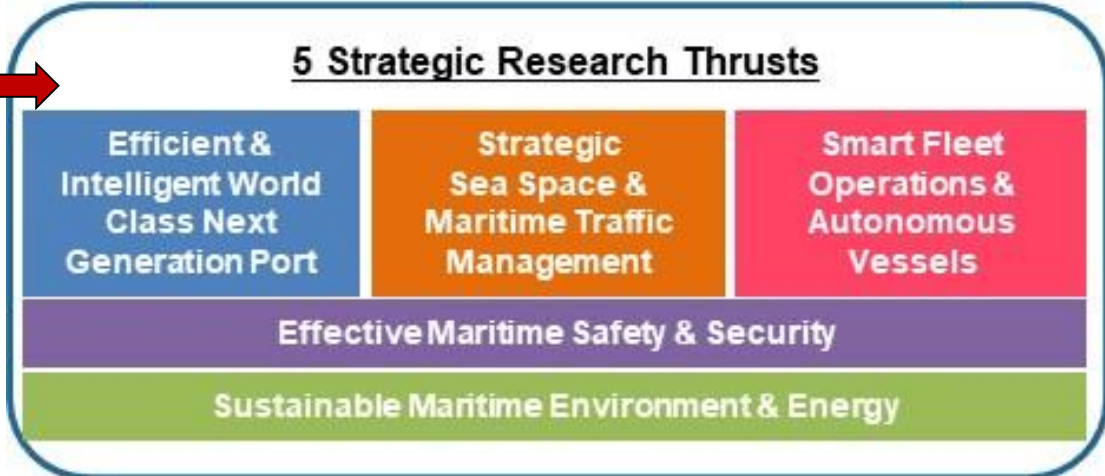 5 Strategic Research Thrusts
Efficient &
Intelligent World
Class Next
Generation Port
Strategic
Sea Space &
Maritime Traffic
Management
Smart Fleet
Operations &
Autonomous
Vessels
Effective Maritime Safety & Security
Sustainable Maritime Environment & Energy